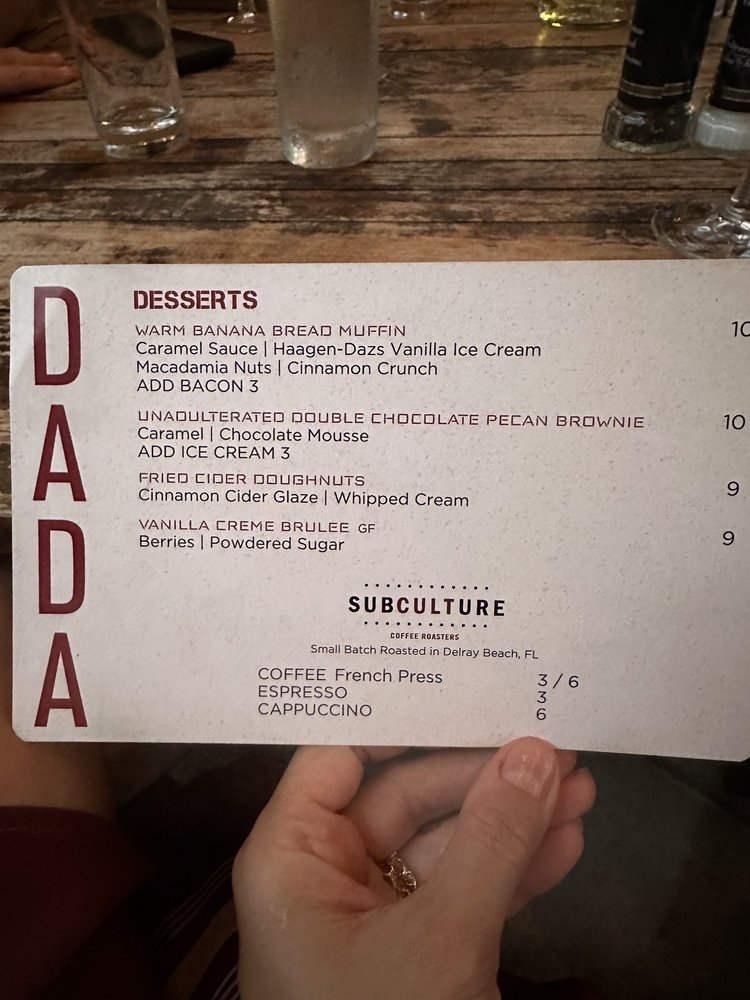 DADA
DESSERTS
WARM BANANA BREAD MUFFIN 10
Caramel Sauce | Haagen-Dazs Vanilla Ice Cream
Macadamia Nuts | Cinnamon Crunch
ADD BACON 3
UNADULTERATED DOUBLE CHOCOLATE PECAN BROWNIE 10
Caramel | Chocolate Mousse
ADD ICE CREAM 3
FRIED CIDER DOUGHNUTS
Cinnamon Cider Glaze | Whipped Cream 9
VANILLA CREME BRULEE GF
Berries | Powdered Sugar 9
SUBCULTURE
COFFEE ROASTERS
Small Batch Roasted in Delray Beach, FL
COFFEE French Press 3 / 6
ESPRESSO 3
CAPPUCCINO 6